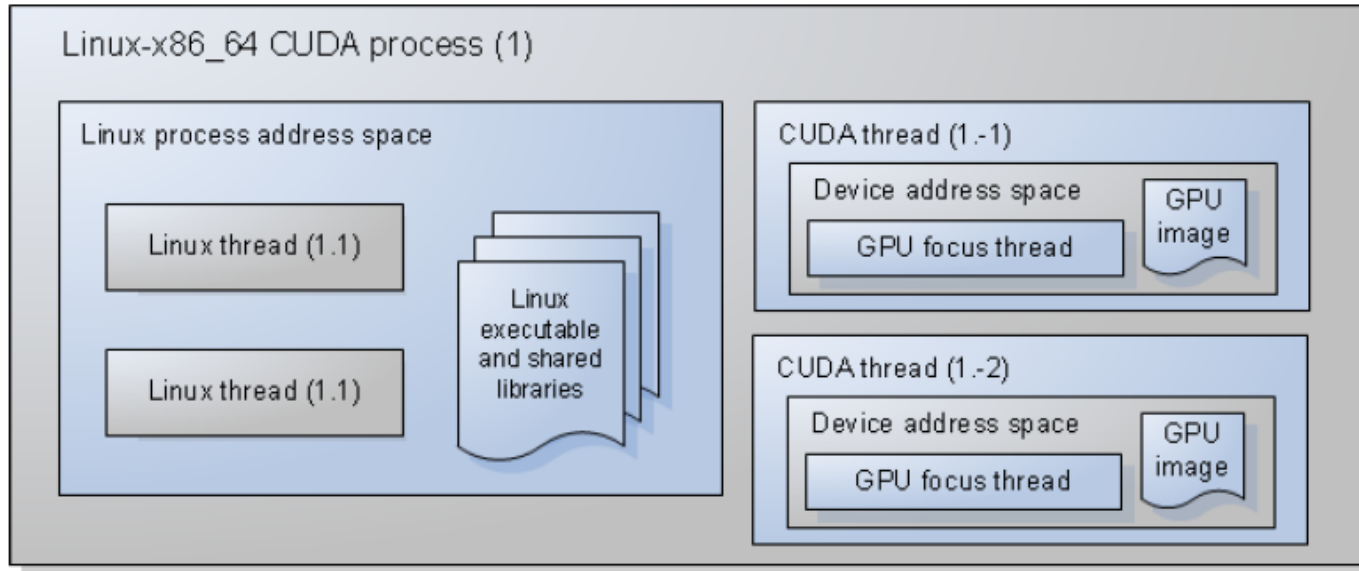 Linux-x86_64 CUDA process (1)
Linux process address space
Linux thread (1.1)
Linux thread (1.1)
Linux
executable
and shared
libraries
CUDA thread (1.-1)
Device address space
GPU focus thread
GPU
image
CUDA thread (1.-2)
Device address space
GPU focus thread
GPU
image